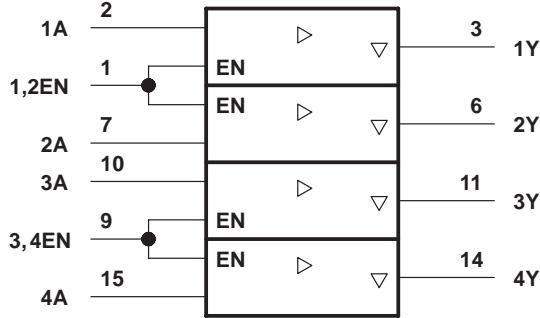 1A 2 3 1Y
1,2EN 1 EN
EN 6 2Y
2A 7
3A 10
11 3Y
3,4EN 9 EN
EN 14 4Y
4A 15